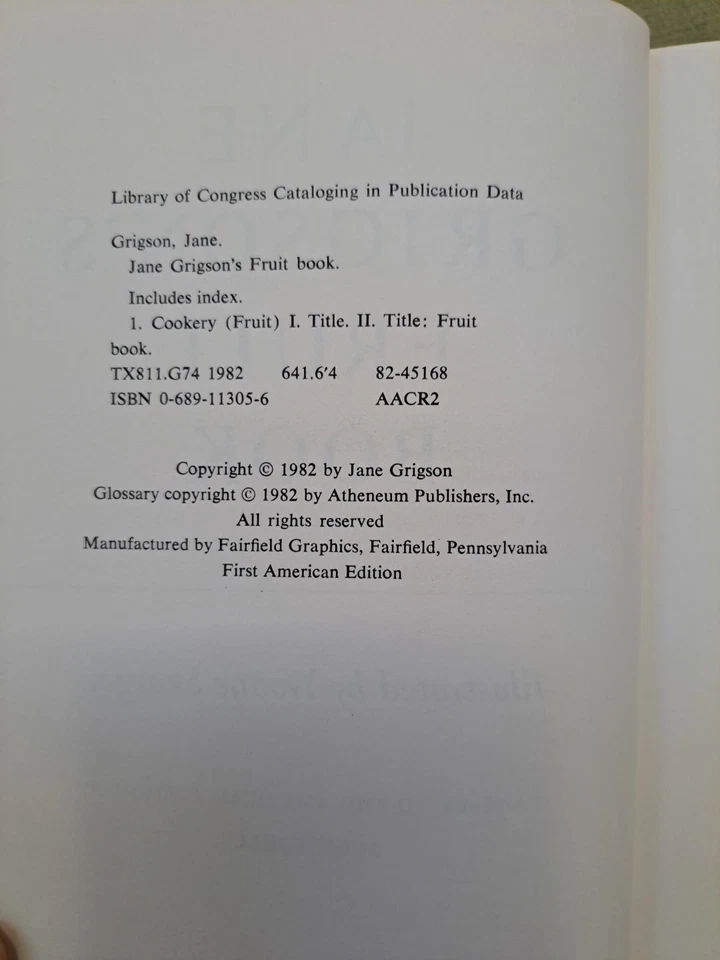 Library of Congress Cataloging in Publication Data
Grigson, Jane.
Jane Grigson's Fruit book.
Includes index.
1. Cookery (Fruit) I. Title. II. Title: Fruit
book.
TX811.G74 1982 641.6'4 82-45168
ISBN 0-689-11305-6 AACR2
Copyright © 1982 by Jane Grigson
Glossary copyright © 1982 by Atheneum Publishers, Inc.
All rights reserved
Manufactured by Fairfield Graphics, Fairfield, Pennsylvania
First American Edition